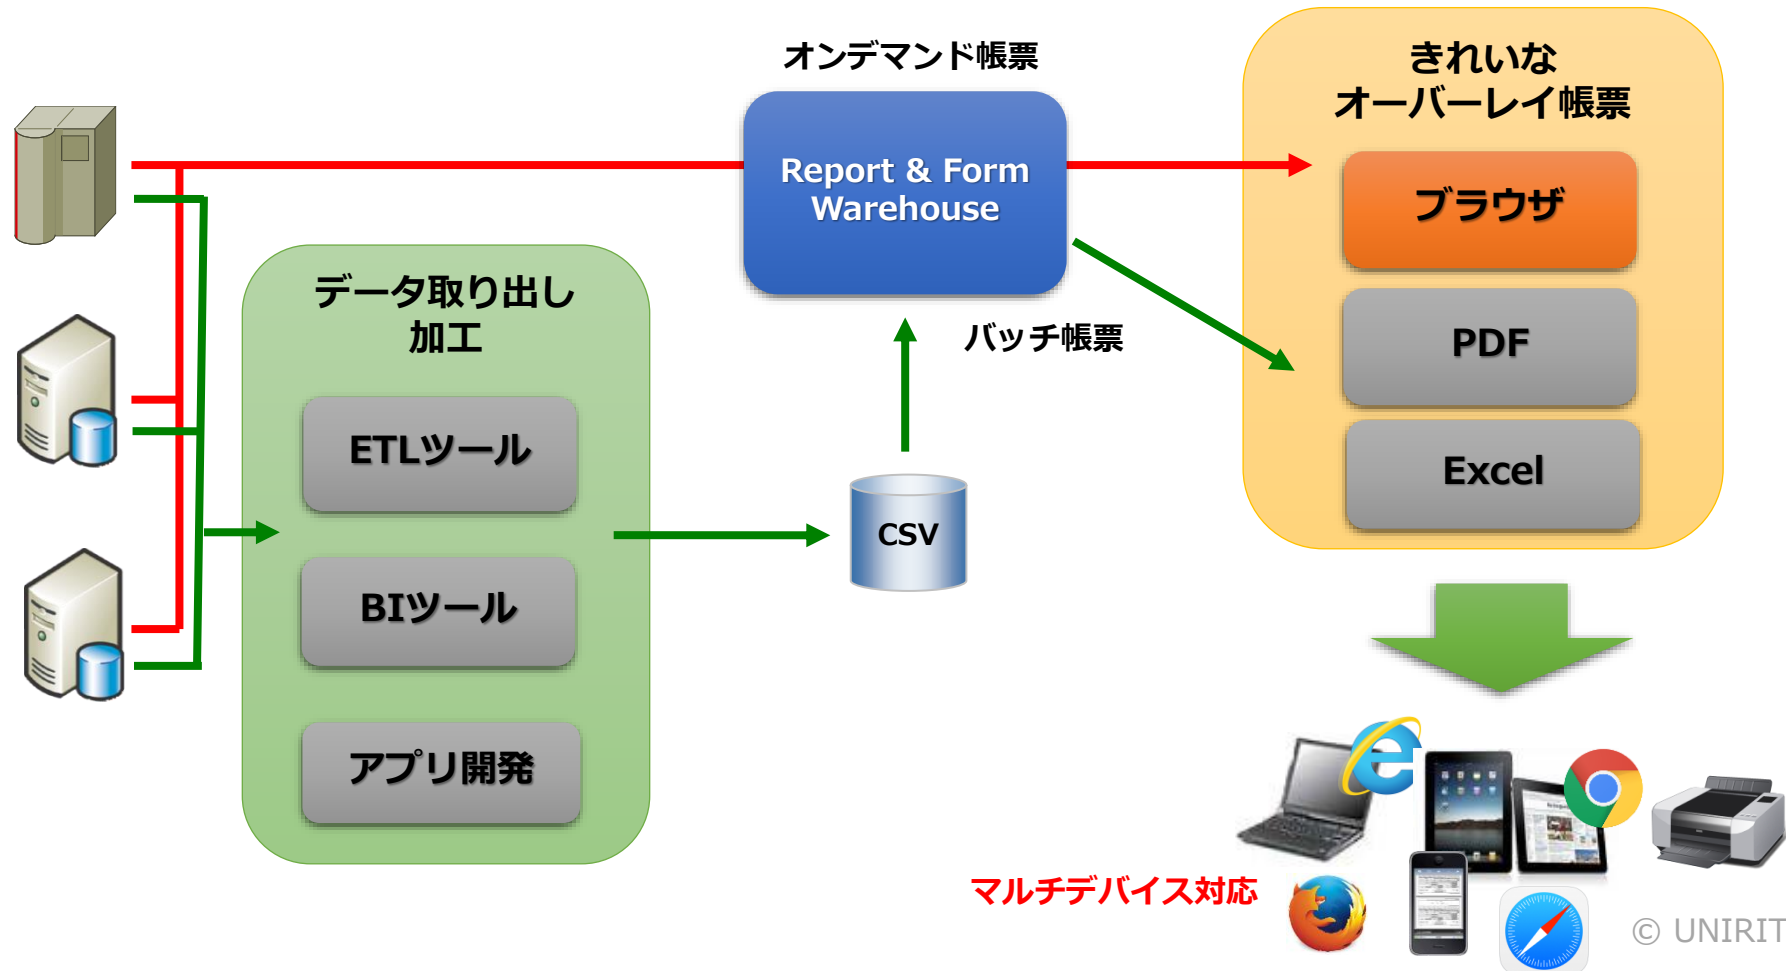 オンデマンド帳票
きれいな
オーバーレイ帳票
Report & Form
Warehouse
ブラウザ
データ取り出し
加工
バッチ帳票
PDF
ETLツール
Excel
CSV
BIツール
アプリ開発
マルチデバイス対応
© UNIRIT